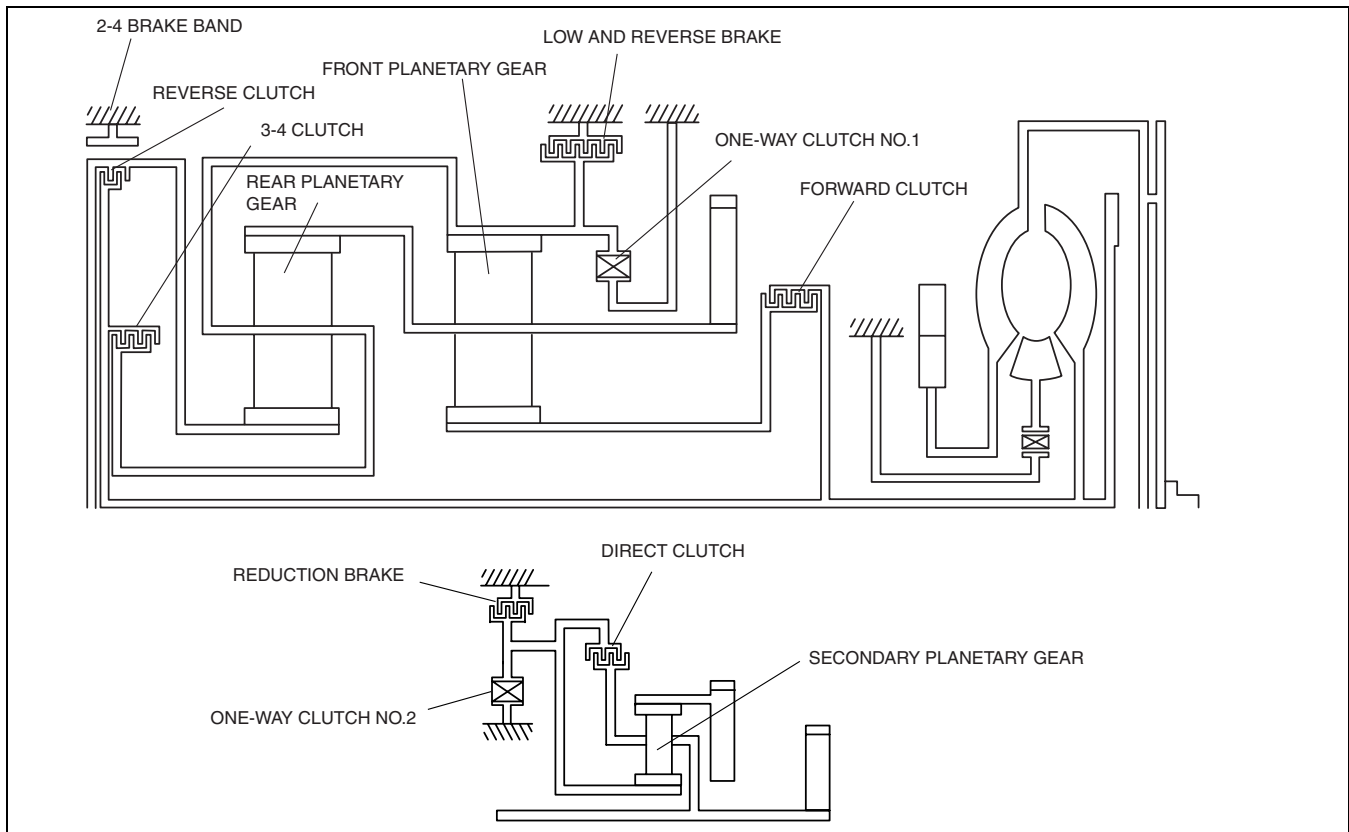 2-4 BRAKE BAND
LOW AND REVERSE BRAKE
FRONT PLANETARY GEAR
REVERSE CLUTCH
3-4 CLUTCH
ONE-WAY CLUTCH NO.1
REAR PLANETARY
GEAR
FORWARD CLUTCH
DIRECT CLUTCH
REDUCTION BRAKE
SECONDARY PLANETARY GEAR
ONE-WAY CLUTCH NO.2